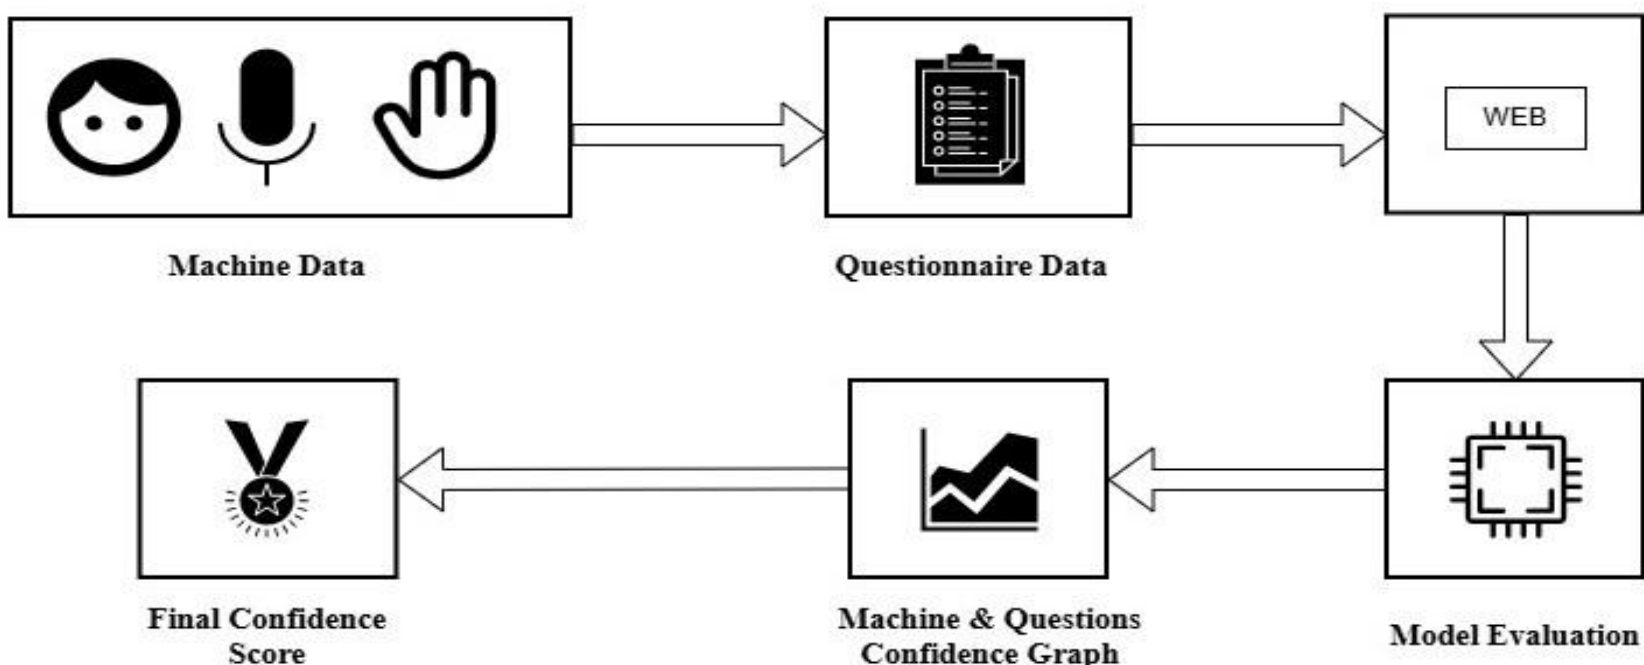 WEB
Machine Data
Questionnaire Data
Final Confidence
Score
Machine & Questions
Confidence Graph
Model Evaluation